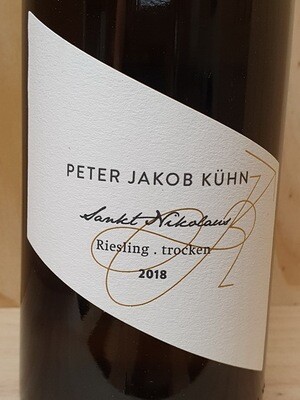 PETER JAKOB KÜHN
Sankt Nikolaus
Riesling . trocken
2018